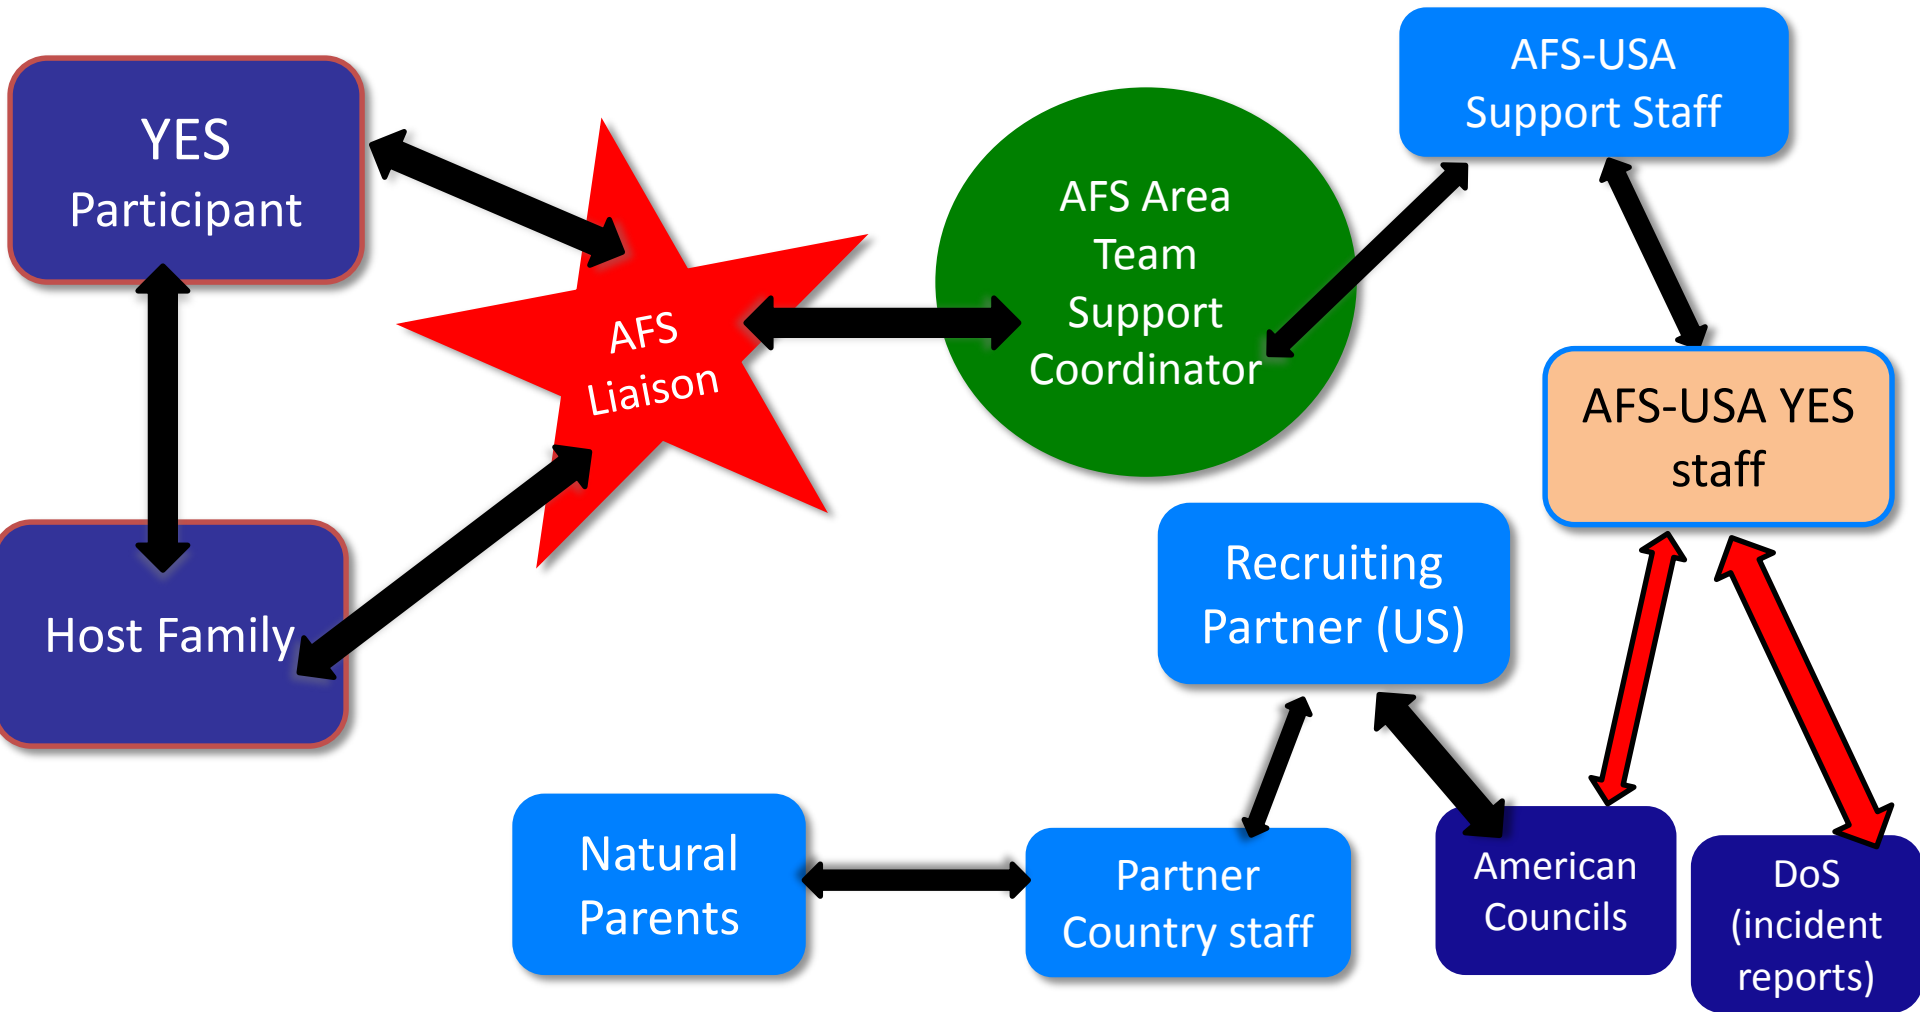 YES
Participant
Host Family
AFS
Liaison
AFS Area
Team
Support
Coordinator
AFS-USA
Support Staff
AFS-USA YES
staff
Recruiting
Partner (US)
Natural
Parents
Partner
Country staff
American
Councils
DoS
(incident
reports)